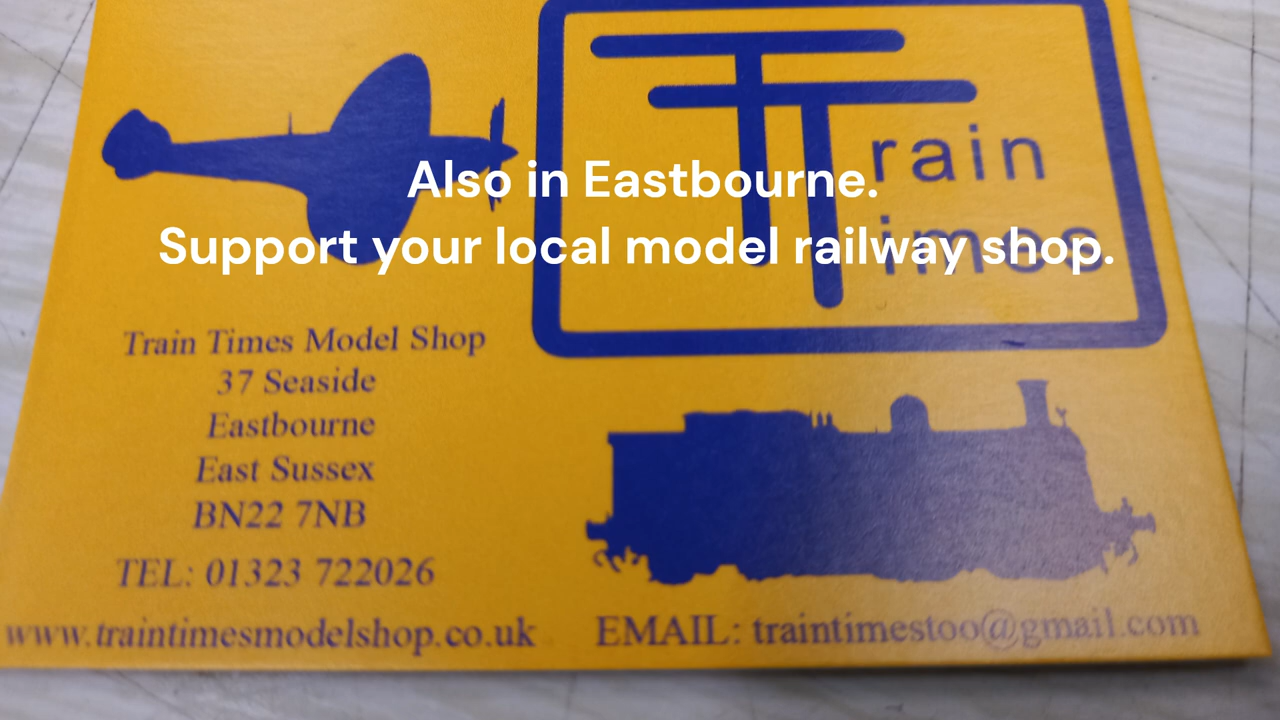 Train
Times
Also in Eastbourne.
Support your local model railway shop.
Train Times Model Shop
37 Seaside
Eastbourne
East Sussex
BN22 7NB
TEL: 01323 722026
www.traintimesmodelshop.co.uk
EMAIL: traintimestoo@gmail.com